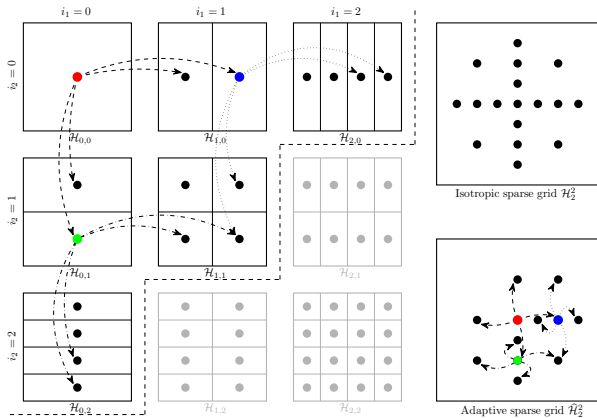 i₁ = 0 i₁ = 1 i₁ = 2
i₂ = 0
ℋ₀,₀ ℋ₁,₀ ℋ₂,₀
i₂ = 1
ℋ₀,₁ ℋ₁,₁ ℋ₂,₁
i₂ = 2
ℋ₀,₂ ℋ₁,₂ ℋ₂,₂
Isotropic sparse grid ℋ₂²
Adaptive sparse grid ℋ̂₂²